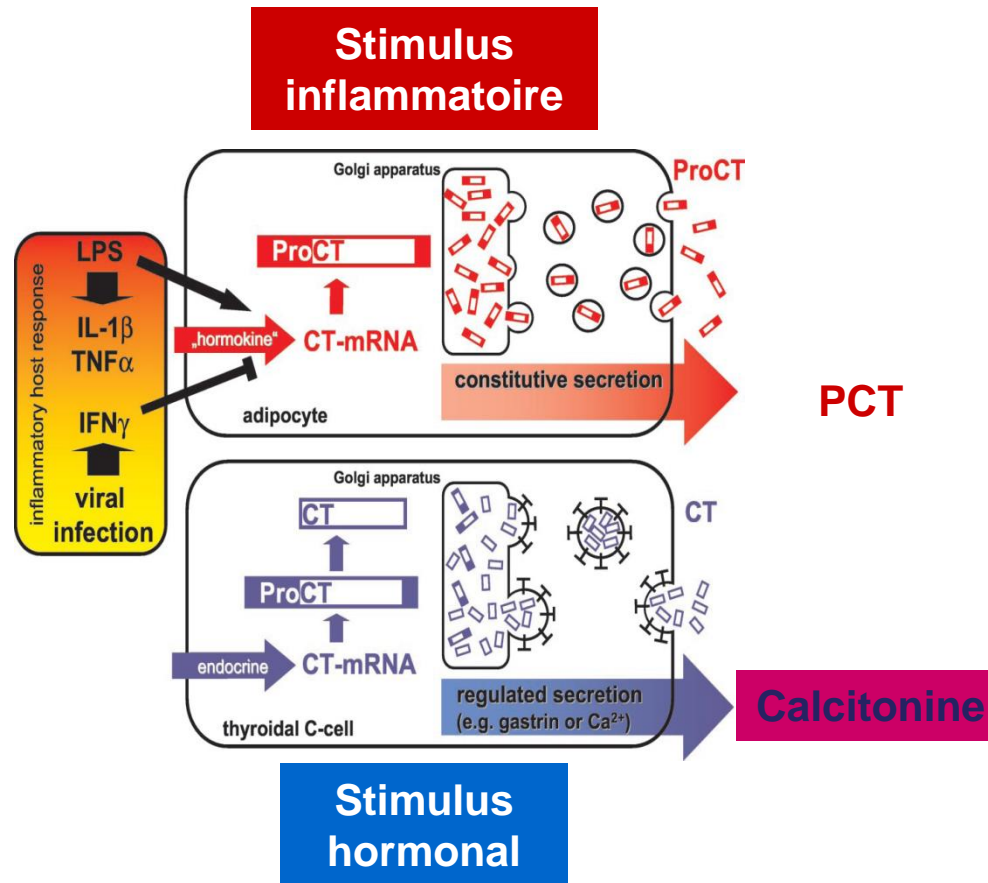 Stimulus
inflammatoire
Golgi apparatus
ProCT
LPS
IL-1β
TNFα
IFNγ
viral
infection
inflammatory host response
ProCT
„hormokine“
CT-mRNA
constitutive secretion
adipocyte
PCT
Golgi apparatus
CT
CT
ProCT
endocrine
CT-mRNA
regulated secretion
(e.g. gastrin or Ca²⁺)
thyroidal C-cell
Calcitonine
Stimulus
hormonal